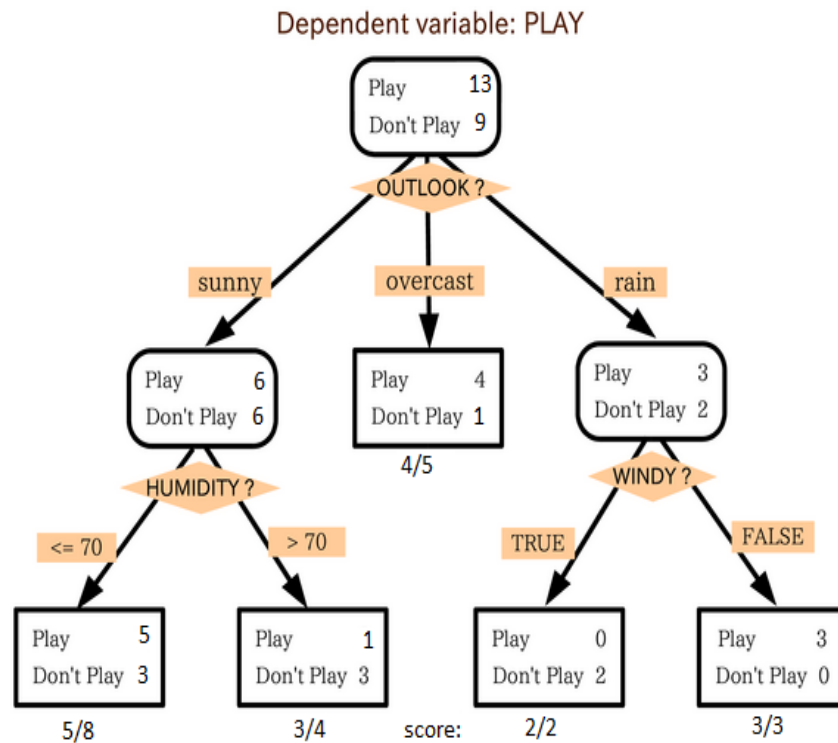 Dependent variable: PLAY
Play 13
Don't Play 9
OUTLOOK ?
sunny
overcast
rain
Play 6
Don't Play 6
Play 4
Don't Play 1
Play 3
Don't Play 2
4/5
HUMIDITY ?
WINDY ?
<= 70
> 70
TRUE
FALSE
Play 5
Don't Play 3
Play 1
Don't Play 3
Play 0
Don't Play 2
Play 3
Don't Play 0
5/8
3/4
score:
2/2
3/3